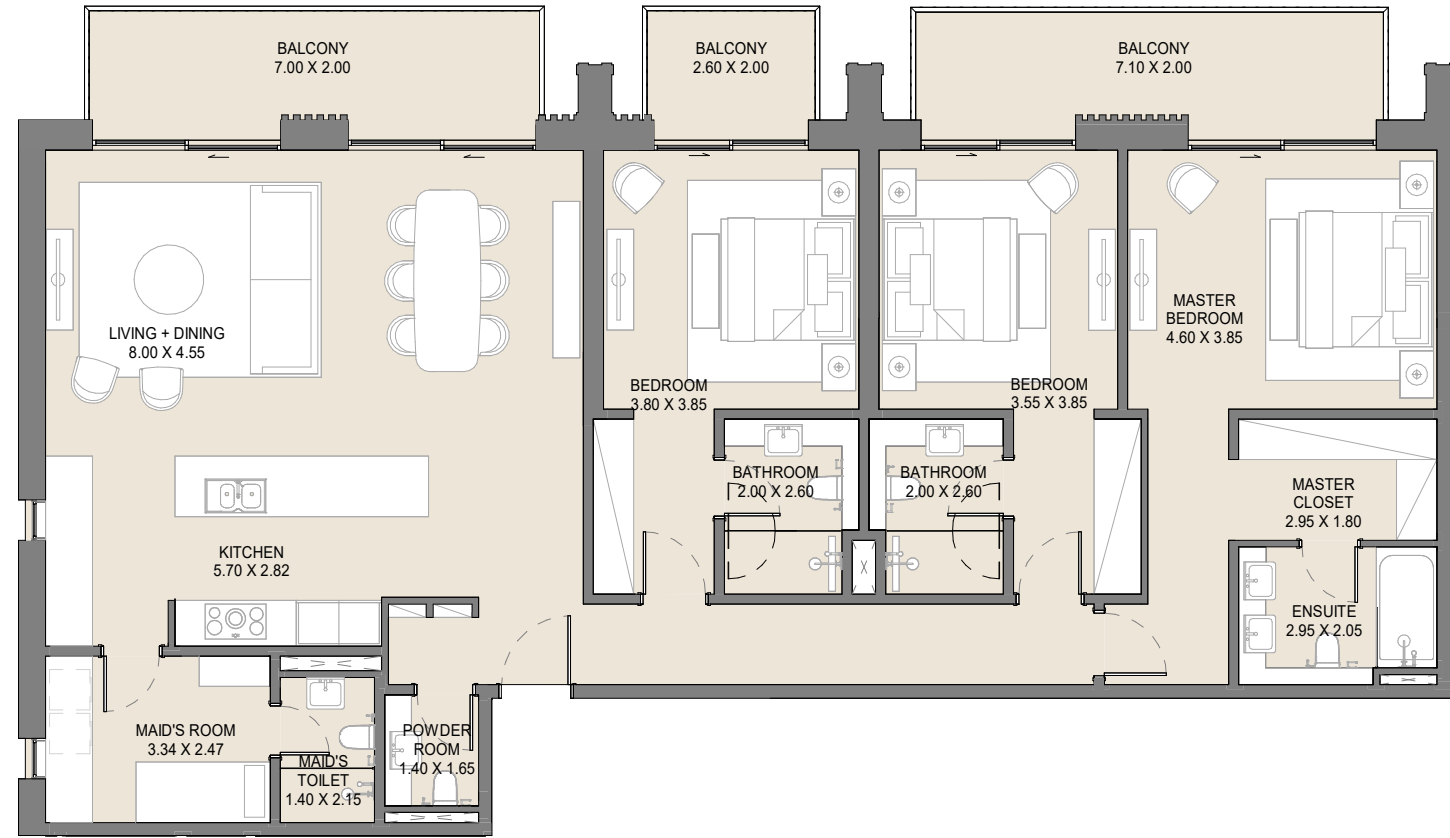 BALCONY
7.00 X 2.00
BALCONY
2.60 X 2.00
BALCONY
7.10 X 2.00
LIVING + DINING
8.00 X 4.55
BEDROOM
3.80 X 3.85
BEDROOM
3.55 X 3.85
MASTER
BEDROOM
4.60 X 3.85
BATHROOM
2.00 X 2.60
BATHROOM
2.00 X 2.60
MASTER
CLOSET
2.95 X 1.80
KITCHEN
5.70 X 2.82
ENSUITE
2.95 X 2.05
MAID'S ROOM
3.34 X 2.47
MAID'S
TOILET
1.40 X 2.15
POWDER
ROOM
1.40 X 1.65